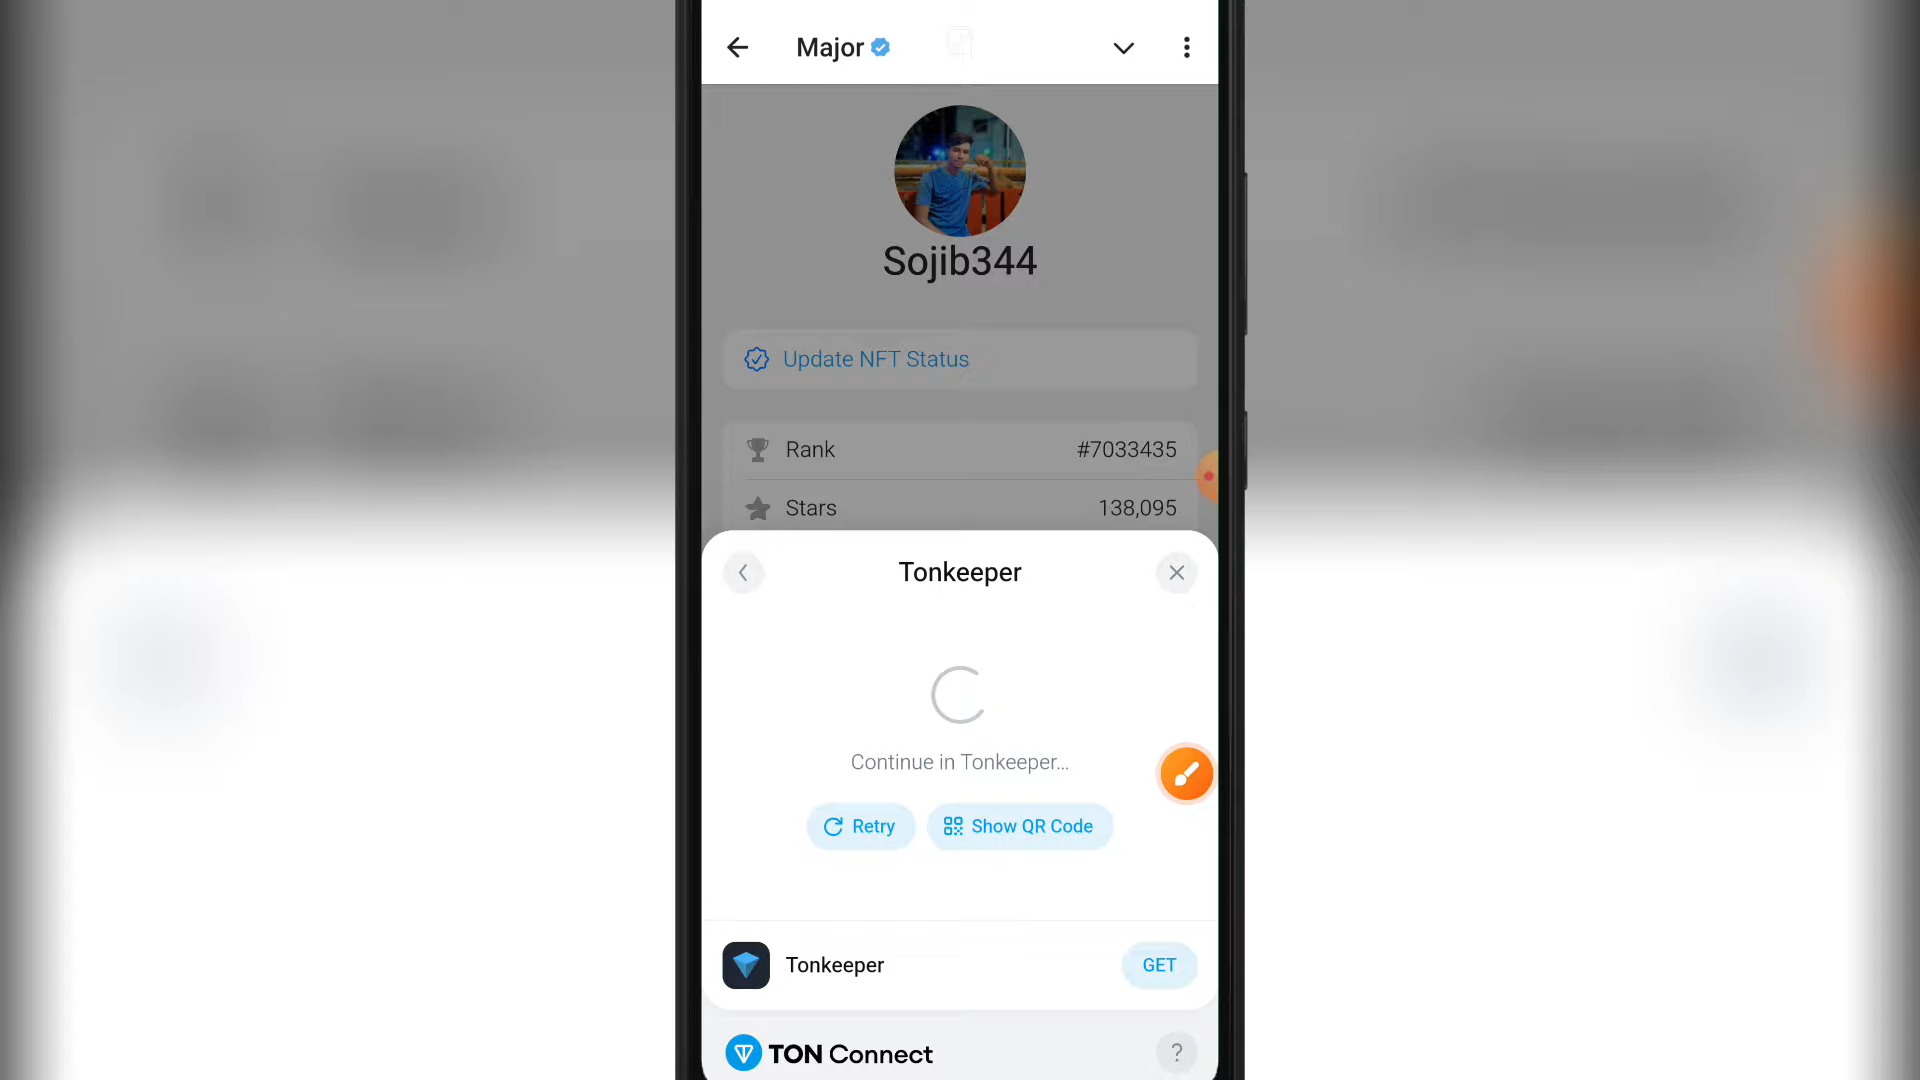 Major
Sojib344
Update NFT Status
Rank #7033435
Stars 138,095
Tonkeeper
Continue in Tonkeeper...
Retry Show QR Code
Tonkeeper GET
TON Connect ?